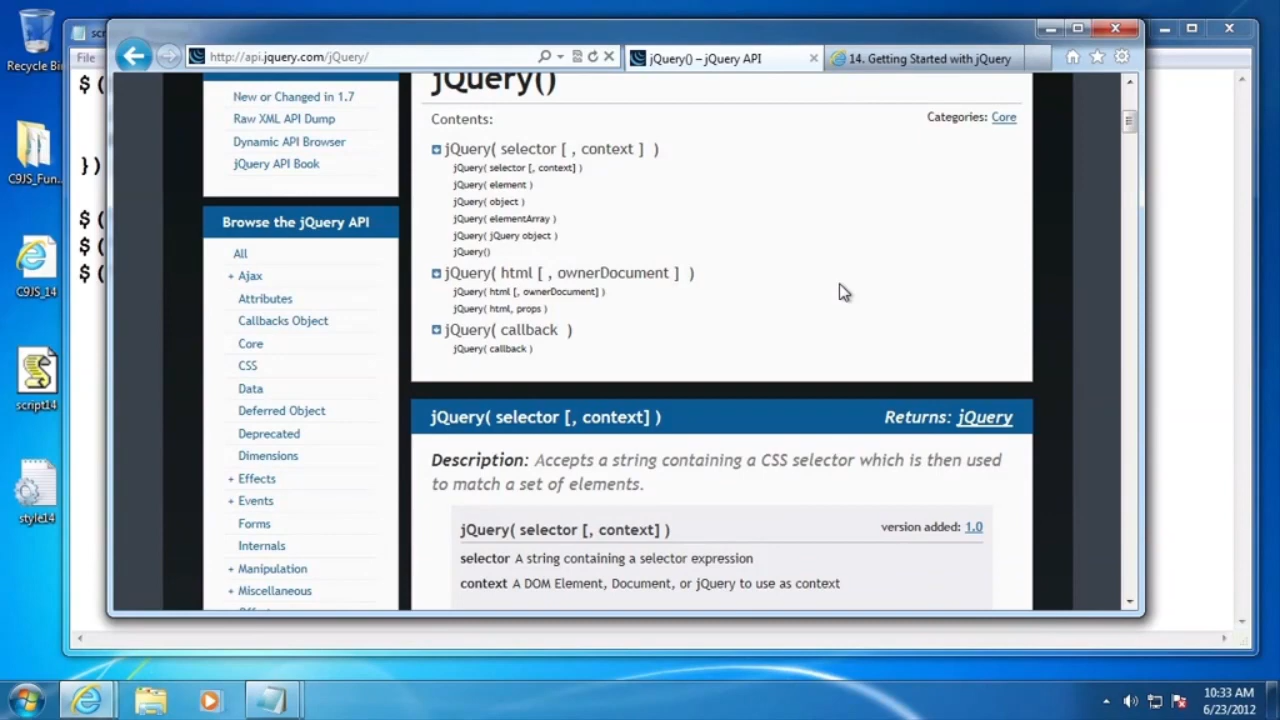 Recycle Bin
C9JS_Fun...
C9JS_14
script14
style14
File
$(
})
$(
$(
$(
http://api.jquery.com/jQuery/
jQuery() – jQuery API
14. Getting Started with jQuery
New or Changed in 1.7
Raw XML API Dump
Dynamic API Browser
jQuery API Book
Browse the jQuery API
All
+ Ajax
Attributes
Callbacks Object
Core
CSS
Data
Deferred Object
Deprecated
Dimensions
+ Effects
+ Events
Forms
Internals
+ Manipulation
+ Miscellaneous
jQuery()
Contents:
Categories: Core
jQuery( selector [ , context ] )
jQuery( selector [, context] )
jQuery( element )
jQuery( object )
jQuery( elementArray )
jQuery( jQuery object )
jQuery()
jQuery( html [ , ownerDocument ] )
jQuery( html [, ownerDocument] )
jQuery( html, props )
jQuery( callback )
jQuery( callback )
jQuery( selector [, context] )
Returns: jQuery
Description: Accepts a string containing a CSS selector which is then used
to match a set of elements.
jQuery( selector [, context] )
version added: 1.0
selector A string containing a selector expression
context A DOM Element, Document, or jQuery to use as context
10:33 AM
6/23/2012